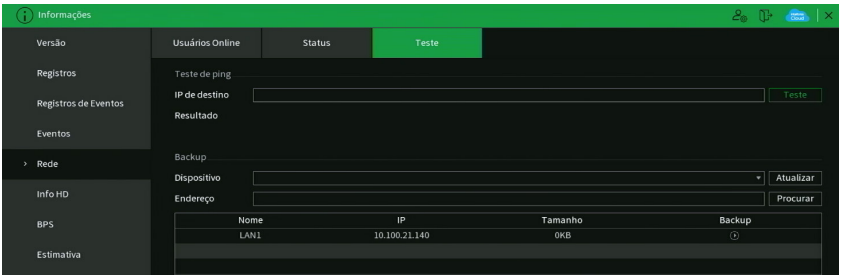 Informações
Cloud
Versão
Usuários Online
Status
Teste
Registros
Teste de ping
IP de destino
Teste
Registros de Eventos
Resultado
Eventos
Rede
Backup
Dispositivo
Atualizar
Info HD
Endereço
Procurar
Nome IP Tamanho Backup
BPS
LAN1 10.100.21.140 0KB
Estimativa